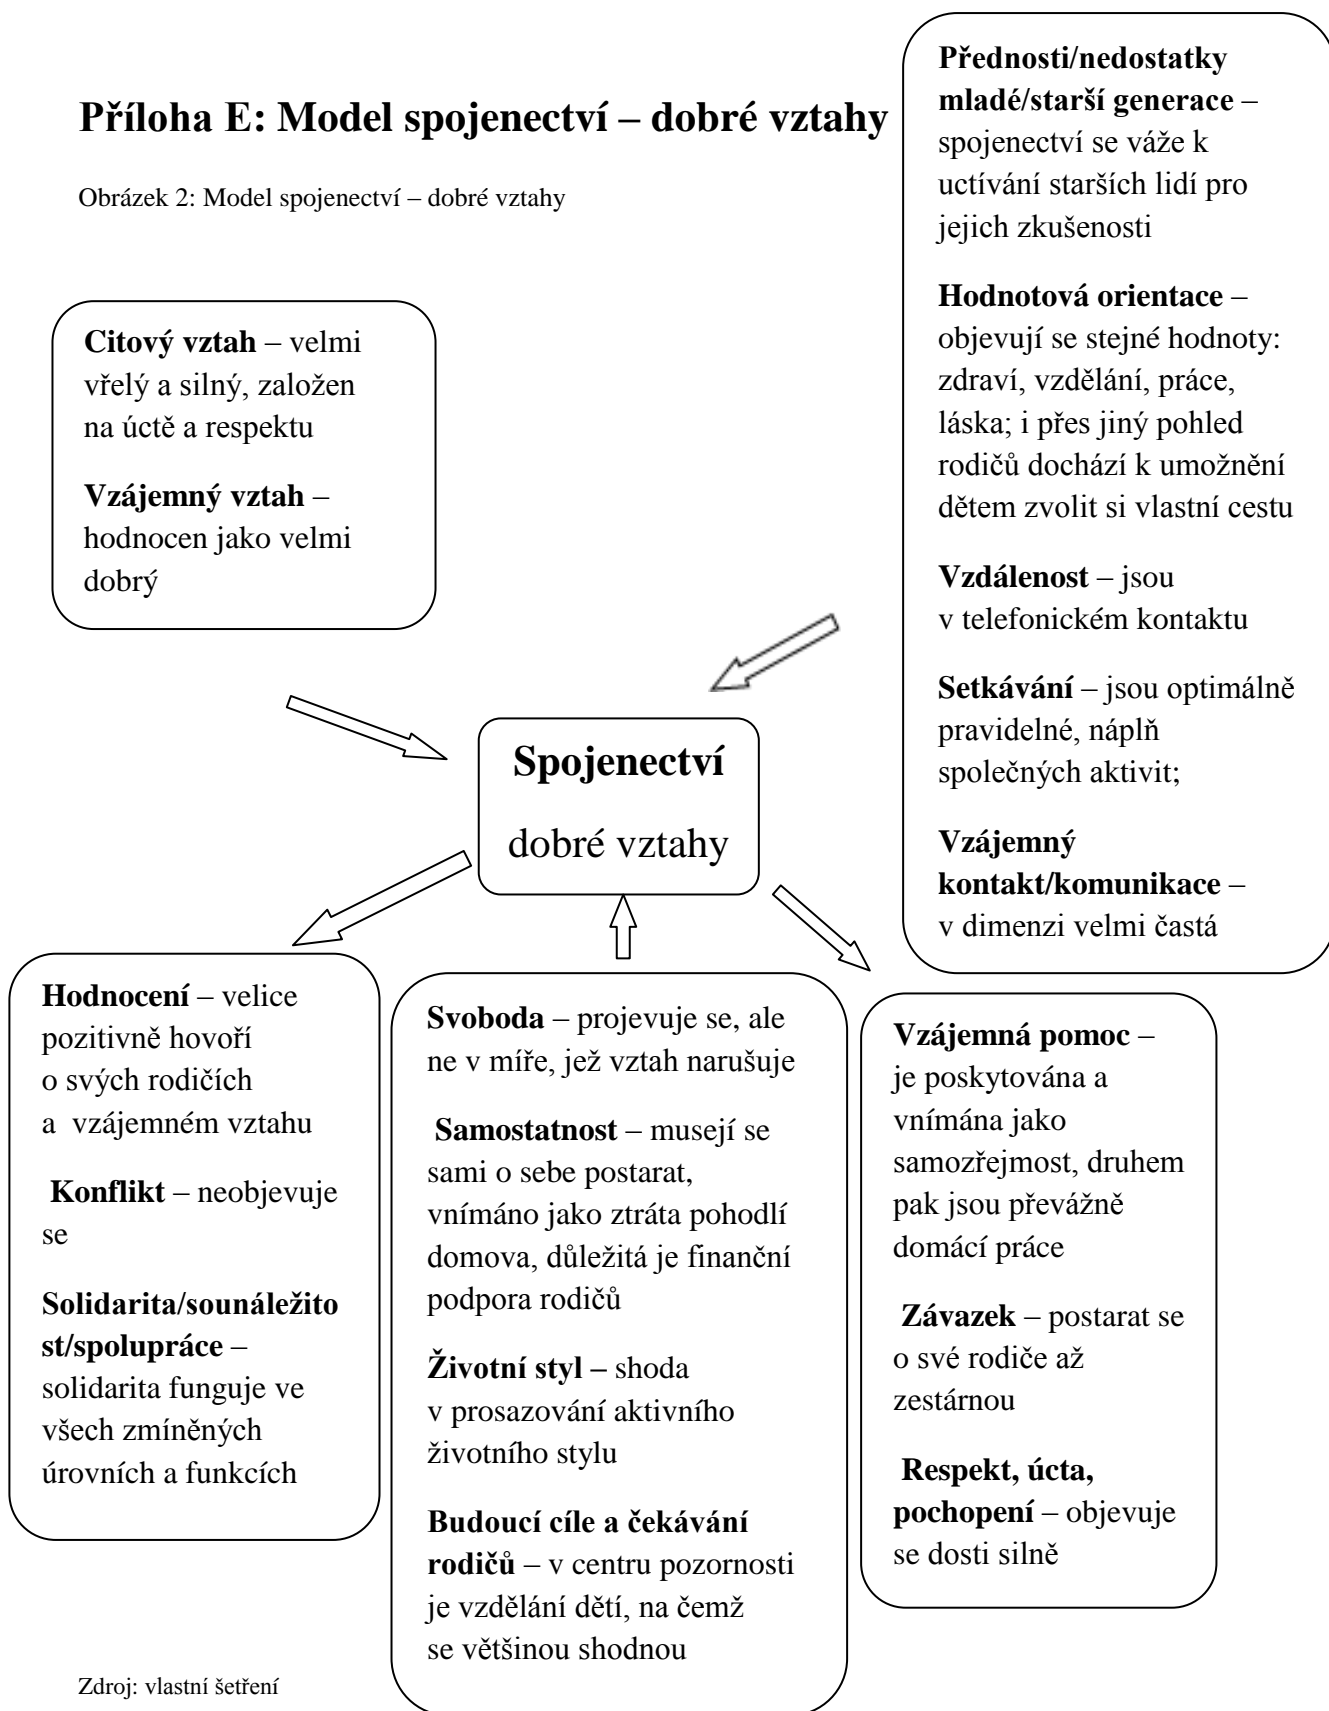 Příloha E: Model spojenectví – dobré vztahy
Obrázek 2: Model spojenectví – dobré vztahy
Přednosti/nedostatky
mladé/starší generace –
spojenectví se váže k
uctívání starších lidí pro
jejich zkušenosti
Hodnotová orientace –
objevují se stejné hodnoty:
zdraví, vzdělání, práce,
láska; i přes jiný pohled
rodičů dochází k umožnění
dětem zvolit si vlastní cestu
Vzdálenost – jsou
v telefonickém kontaktu
Setkávání – jsou optimálně
pravidelné, náplň
společných aktivit;
Vzájemný
kontakt/komunikace –
v dimenzi velmi častá
Citový vztah – velmi
vřelý a silný, založen
na úctě a respektu
Vzájemný vztah –
hodnocen jako velmi
dobrý
Spojenectví
dobré vztahy
Hodnocení – velice
pozitivně hovoří
o svých rodičích
a vzájemném vztahu
Konflikt – neobjevuje
se
Solidarita/sounáležito
st/spolupráce –
solidarita funguje ve
všech zmíněných
úrovních a funkcích
Svoboda – projevuje se, ale
ne v míře, jež vztah narušuje
Samostatnost – musejí se
sami o sebe postarat,
vnímáno jako ztráta pohodlí
domova, důležitá je finanční
podpora rodičů
Životní styl – shoda
v prosazování aktivního
životního stylu
Budoucí cíle a čekávání
rodičů – v centru pozornosti
je vzdělání dětí, na čemž
se většinou shodnou
Vzájemná pomoc –
je poskytována a
vnímána jako
samozřejmost, druhem
pak jsou převážně
domácí práce
Závazek – postarat se
o své rodiče až
zestárnou
Respekt, úcta,
pochopení – objevuje
se dosti silně
Zdroj: vlastní šetření